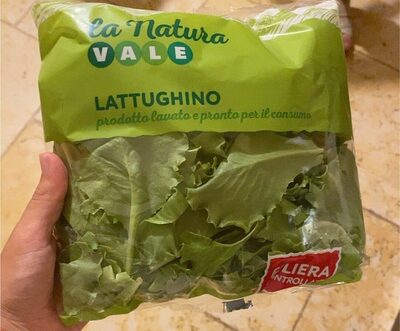 la Natura
VALE
LATTUGHINO
prodotto lavato e pronto per il consumo